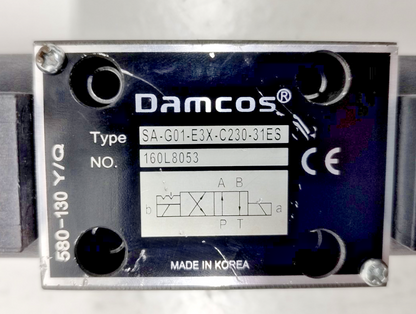 Damcos®
Type SA-G01-E3X-C230-31ES
NO. 160L8053
CE
A B
b a
P T
MADE IN KOREA
580-130 Y/Q